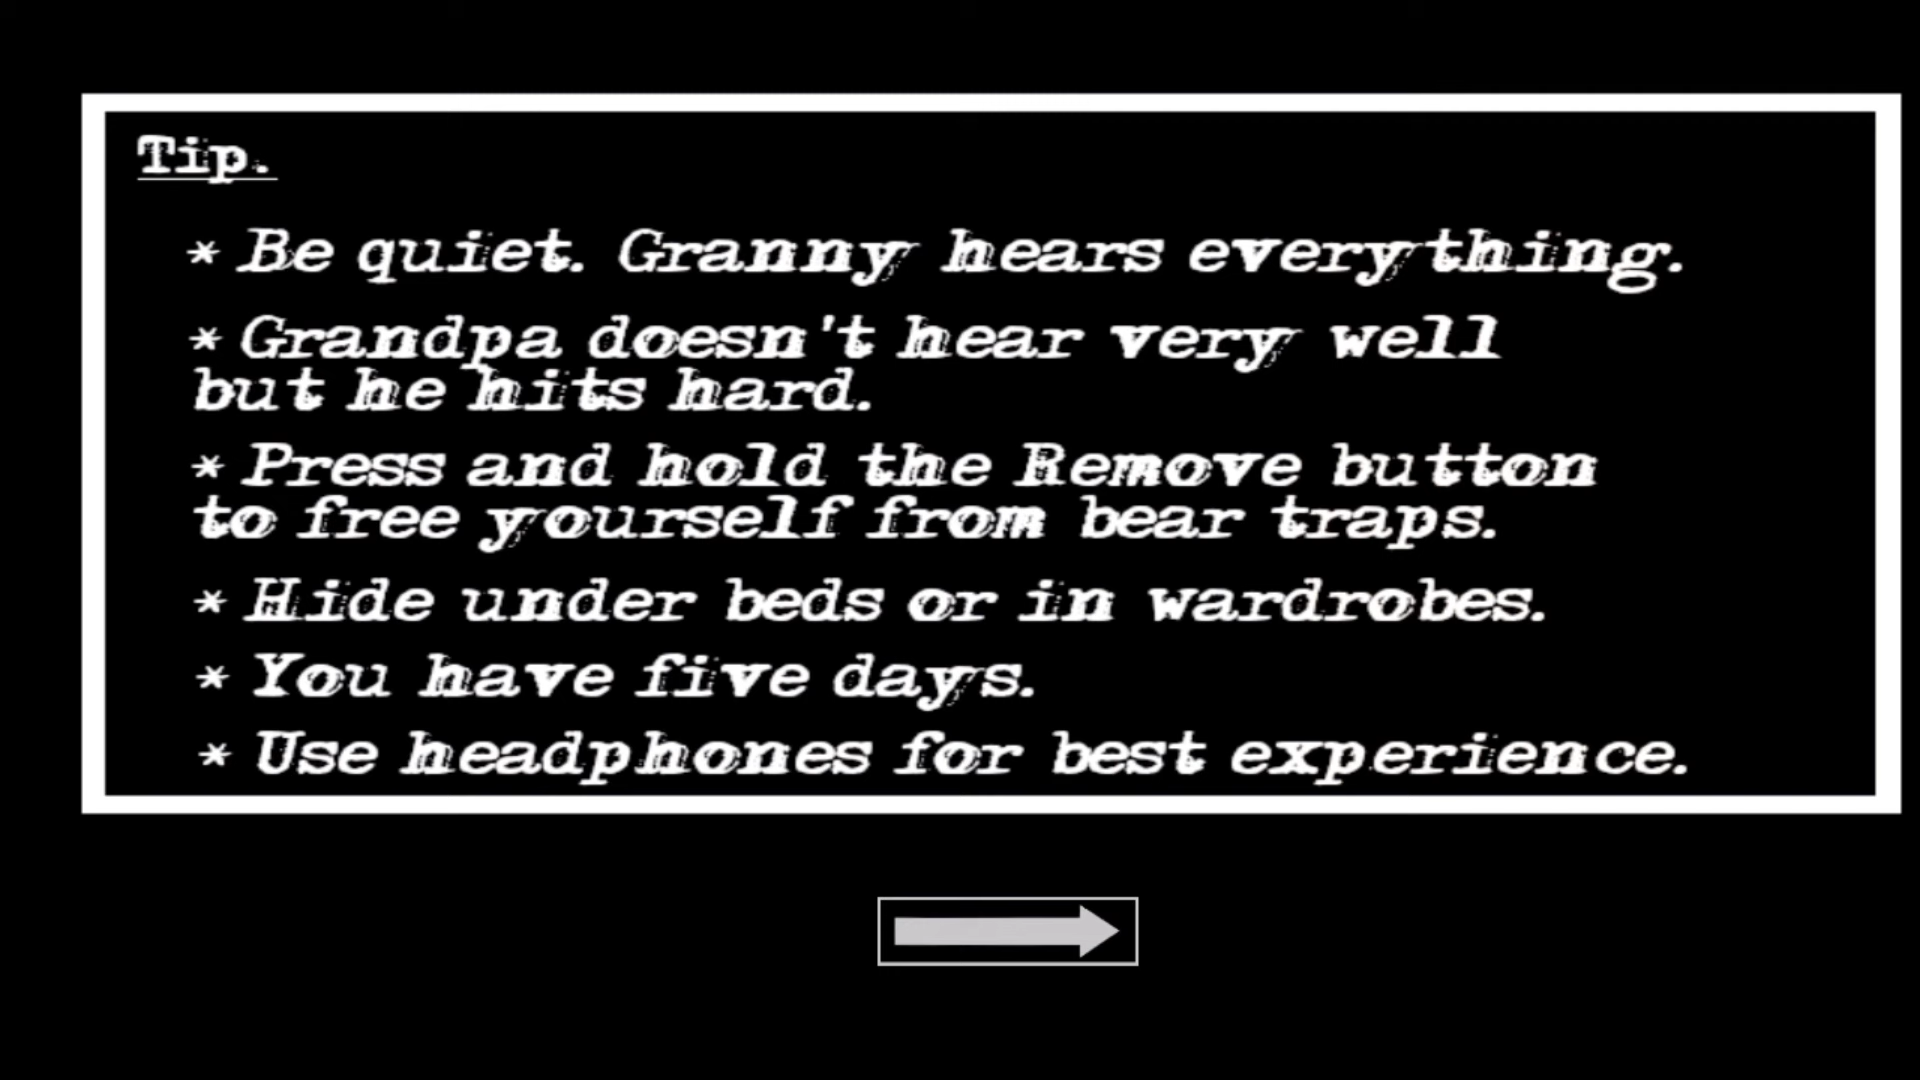 Tip.
* Be quiet. Granny hears everything.
* Grandpa doesn't hear very well
but he hits hard.
* Press and hold the Remove button
to free yourself from bear traps.
* Hide under beds or in wardrobes.
* You have five days.
* Use headphones for best experience.